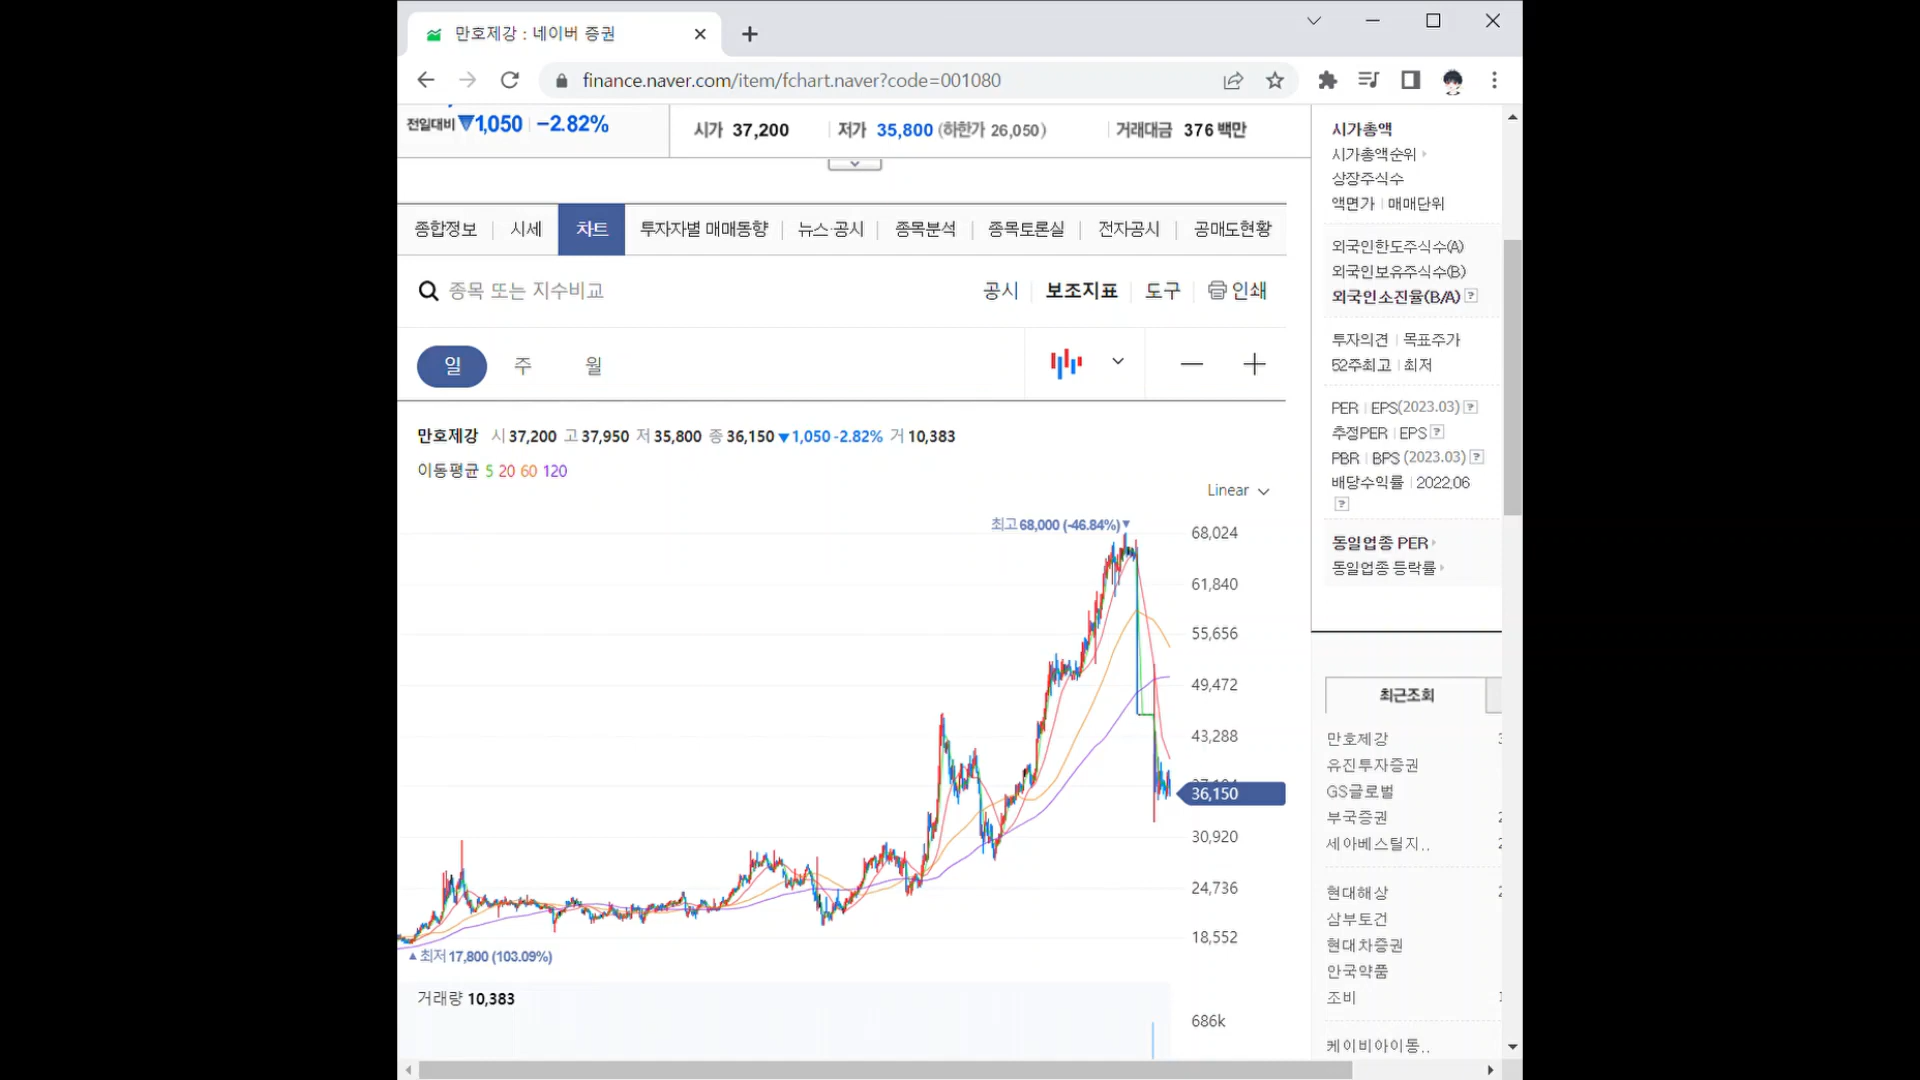 만호제강 : 네이버 증권
finance.naver.com/item/fchart.naver?code=001080
전일대비 ▼1,050 −2.82%
시가 37,200 저가 35,800 (하한가 26,050) 거래대금 376 백만
종합정보 시세 차트 투자자별 매매동향 뉴스·공시 종목분석 종목토론실 전자공시 공매도현황
종목 또는 지수비교
공시 보조지표 도구 인쇄
일 주 월
만호제강 시 37,200 고 37,950 저 35,800 종 36,150 ▼1,050 -2.82% 거 10,383
이동평균 5 20 60 120
Linear
최고 68,000 (-46.84%)▼
68,024
61,840
55,656
49,472
43,288
36,150
30,920
24,736
18,552
▲최저 17,800 (103.09%)
거래량 10,383
686k
시가총액
시가총액순위
상장주식수
액면가 매매단위
외국인한도주식수(A)
외국인보유주식수(B)
외국인소진율(B/A) ?
투자의견 목표주가
52주최고 최저
PER EPS(2023.03) ?
추정PER EPS ?
PBR BPS (2023.03) ?
배당수익률 2022.06
?
동일업종 PER
동일업종 등락률
최근조회
만호제강
유진투자증권
GS글로벌
부국증권
세아베스틸지..
현대해상
삼부토건
현대차증권
안국약품
조비
케이비아이동..